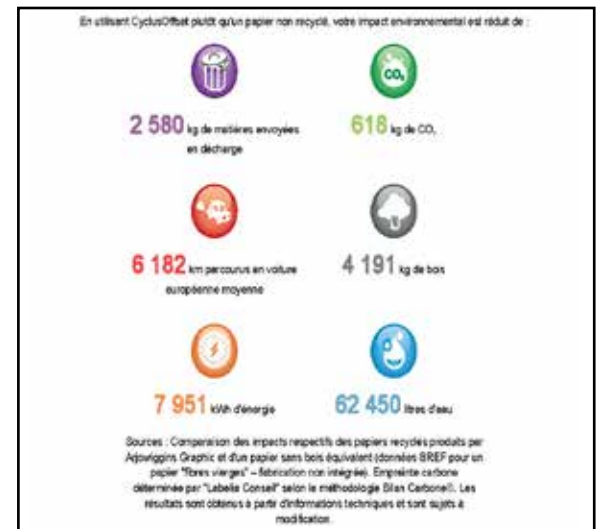 En utilisant CyclusOffset plutôt qu'un papier non recyclé, votre impact environnemental est réduit de :
CO₂
2 580 kg de matières envoyées
en décharge
618 kg de CO₂
6 182 km parcourus en voiture
européenne moyenne
4 191 kg de bois
7 951 kWh d'énergie
62 450 litres d'eau
Sources : Comparaison des impacts respectifs des papiers recyclés produits par
Arjowiggins Graphic et d'un papier sans bois équivalent (données BREF pour un
papier "fibres vierges" – fabrication non intégrée). Empreinte carbone
déterminée par "Labelia Conseil" selon la méthodologie Bilan Carbone®. Les
résultats sont obtenus à partir d'informations techniques et sont sujets à
modification.